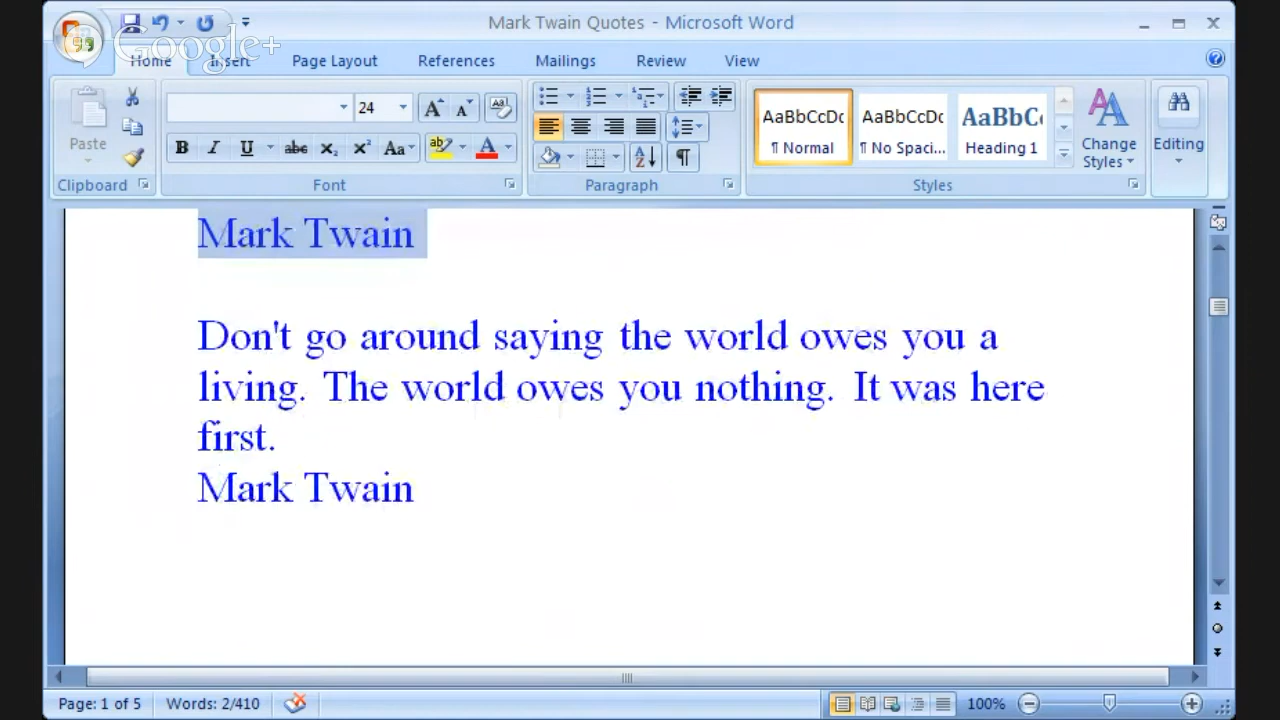 Mark Twain Quotes - Microsoft Word
Google+
Home Insert Page Layout References Mailings Review View
24
Paste
B I U abc X₂ X² Aa A
AaBbCcDc AaBbCcDc AaBbC
¶ Normal ¶ No Spaci... Heading 1
Change Styles
Editing
Clipboard Font Paragraph Styles
Mark Twain
Don't go around saying the world owes you a
living. The world owes you nothing. It was here
first.
Mark Twain
Page: 1 of 5 Words: 2/410 100%